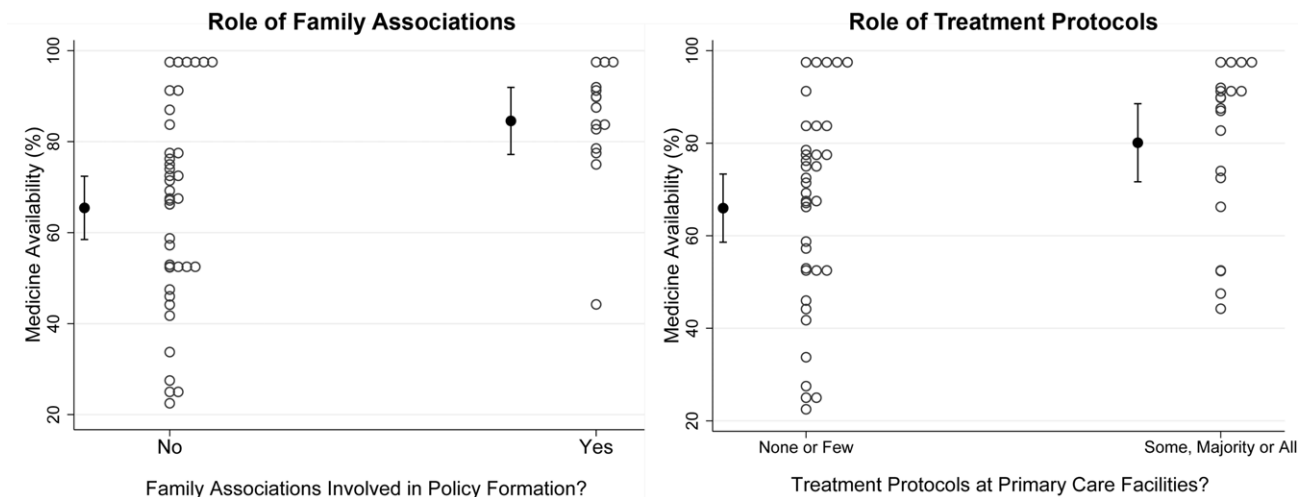 Role of Family Associations
Medicine Availability (%)
100
80
60
40
20
No
Yes
Family Associations Involved in Policy Formation?
Role of Treatment Protocols
Medicine Availability (%)
100
80
60
40
20
None or Few
Some, Majority or All
Treatment Protocols at Primary Care Facilities?